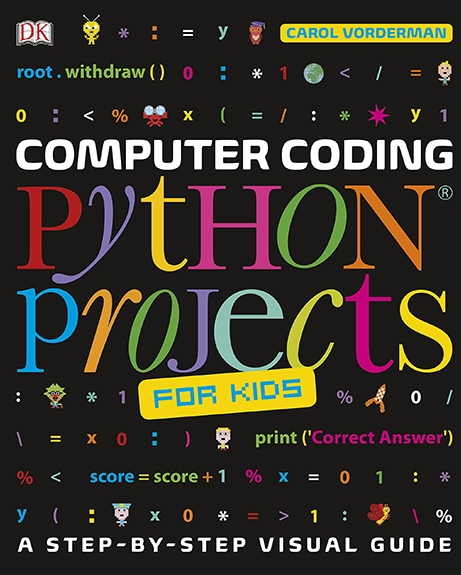 DK * : = y CAROL VORDERMAN
root.withdraw() 0 : * 1 < / =
0 : < % x ( = / : * y 1
COMPUTER CODING
PytHON®
projects
FOR KIDS
: * 1 % 0 /
\ = x 0 : ) print ('Correct Answer')
% < score = score + 1 % x = 0 1 : *
y ( : x 0 * = > 1 : \ %
A STEP-BY-STEP VISUAL GUIDE